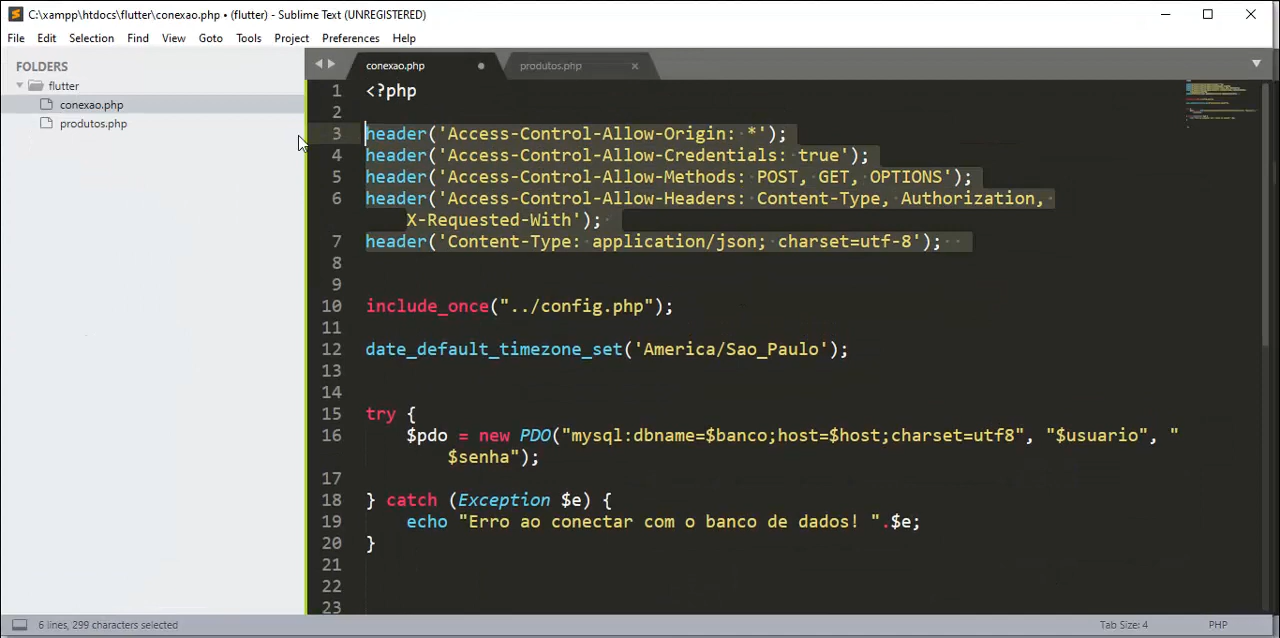 C:\xampp\htdocs\flutter\conexao.php • (flutter) - Sublime Text (UNREGISTERED)
File Edit Selection Find View Goto Tools Project Preferences Help
FOLDERS
flutter
conexao.php
produtos.php
conexao.php produtos.php
1 <?php
2
3 header('Access-Control-Allow-Origin: *');
4 header('Access-Control-Allow-Credentials: true');
5 header('Access-Control-Allow-Methods: POST, GET, OPTIONS');
6 header('Access-Control-Allow-Headers: Content-Type, Authorization,
X-Requested-With');
7 header('Content-Type: application/json; charset=utf-8');
8
9
10 include_once("../config.php");
11
12 date_default_timezone_set('America/Sao_Paulo');
13
14
15 try {
16 $pdo = new PDO("mysql:dbname=$banco;host=$host;charset=utf8", "$usuario", "
$senha");
17
18 } catch (Exception $e) {
19 echo "Erro ao conectar com o banco de dados! ".$e;
20 }
21
22
23
6 lines, 299 characters selected Tab Size: 4 PHP